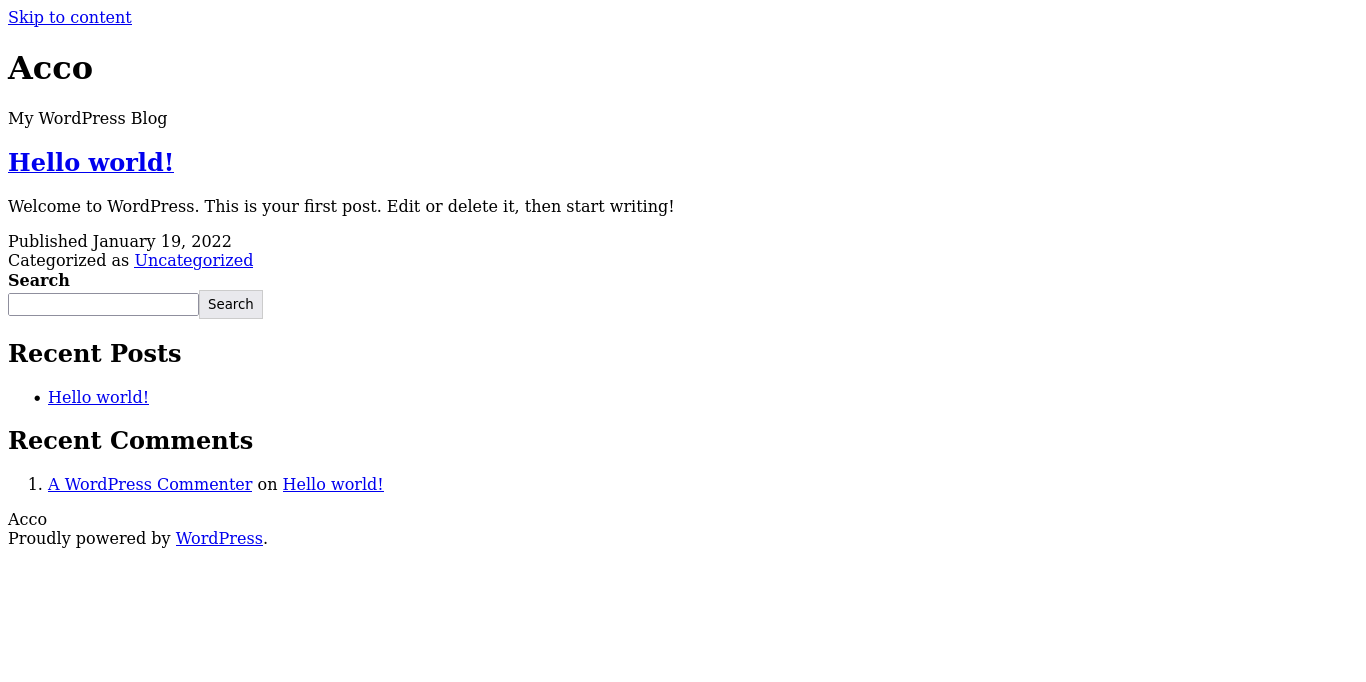 Skip to content
Acco
My WordPress Blog
Hello world!
Welcome to WordPress. This is your first post. Edit or delete it, then start writing!
Published January 19, 2022
Categorized as Uncategorized
Search
Search
Recent Posts
Hello world!
Recent Comments
1. A WordPress Commenter on Hello world!
Acco
Proudly powered by WordPress.